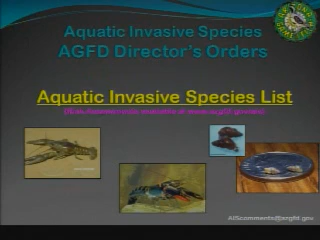 Aquatic Invasive Species
AGFD Director's Orders
Aquatic Invasive Species List
AIScomments@azgfd.gov